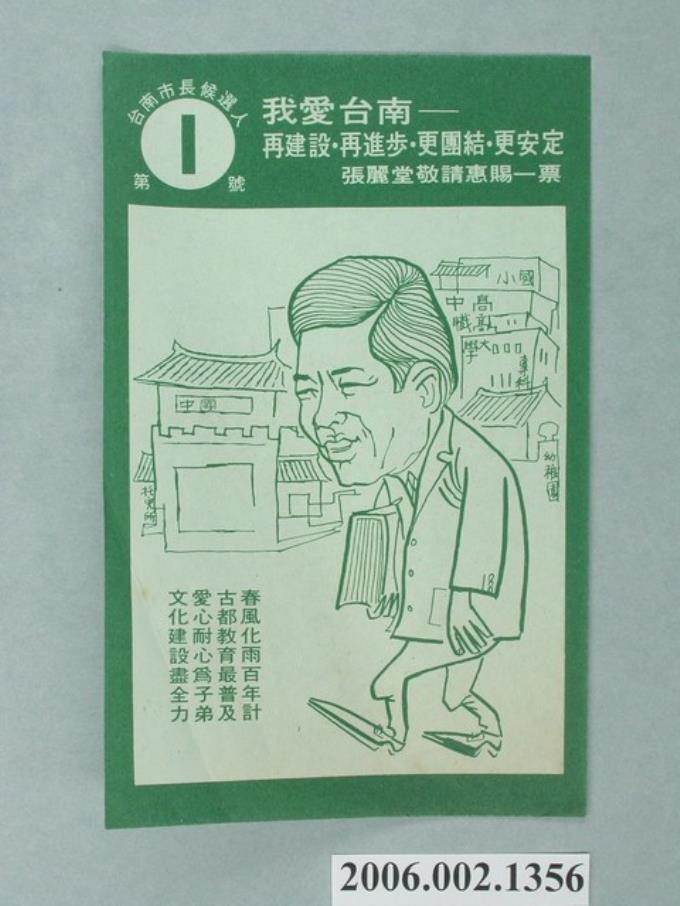 台南市長候選人
第1號
我愛台南—
再建設·再進步·更團結·更安定
張麗堂敬請惠賜一票
國小
高中
高職
大學
專科
幼稚園
國中
托兒所
春風化雨百年計
古都教育最普及
愛心耐心為子弟
文化建設盡全力
2006.002.1356